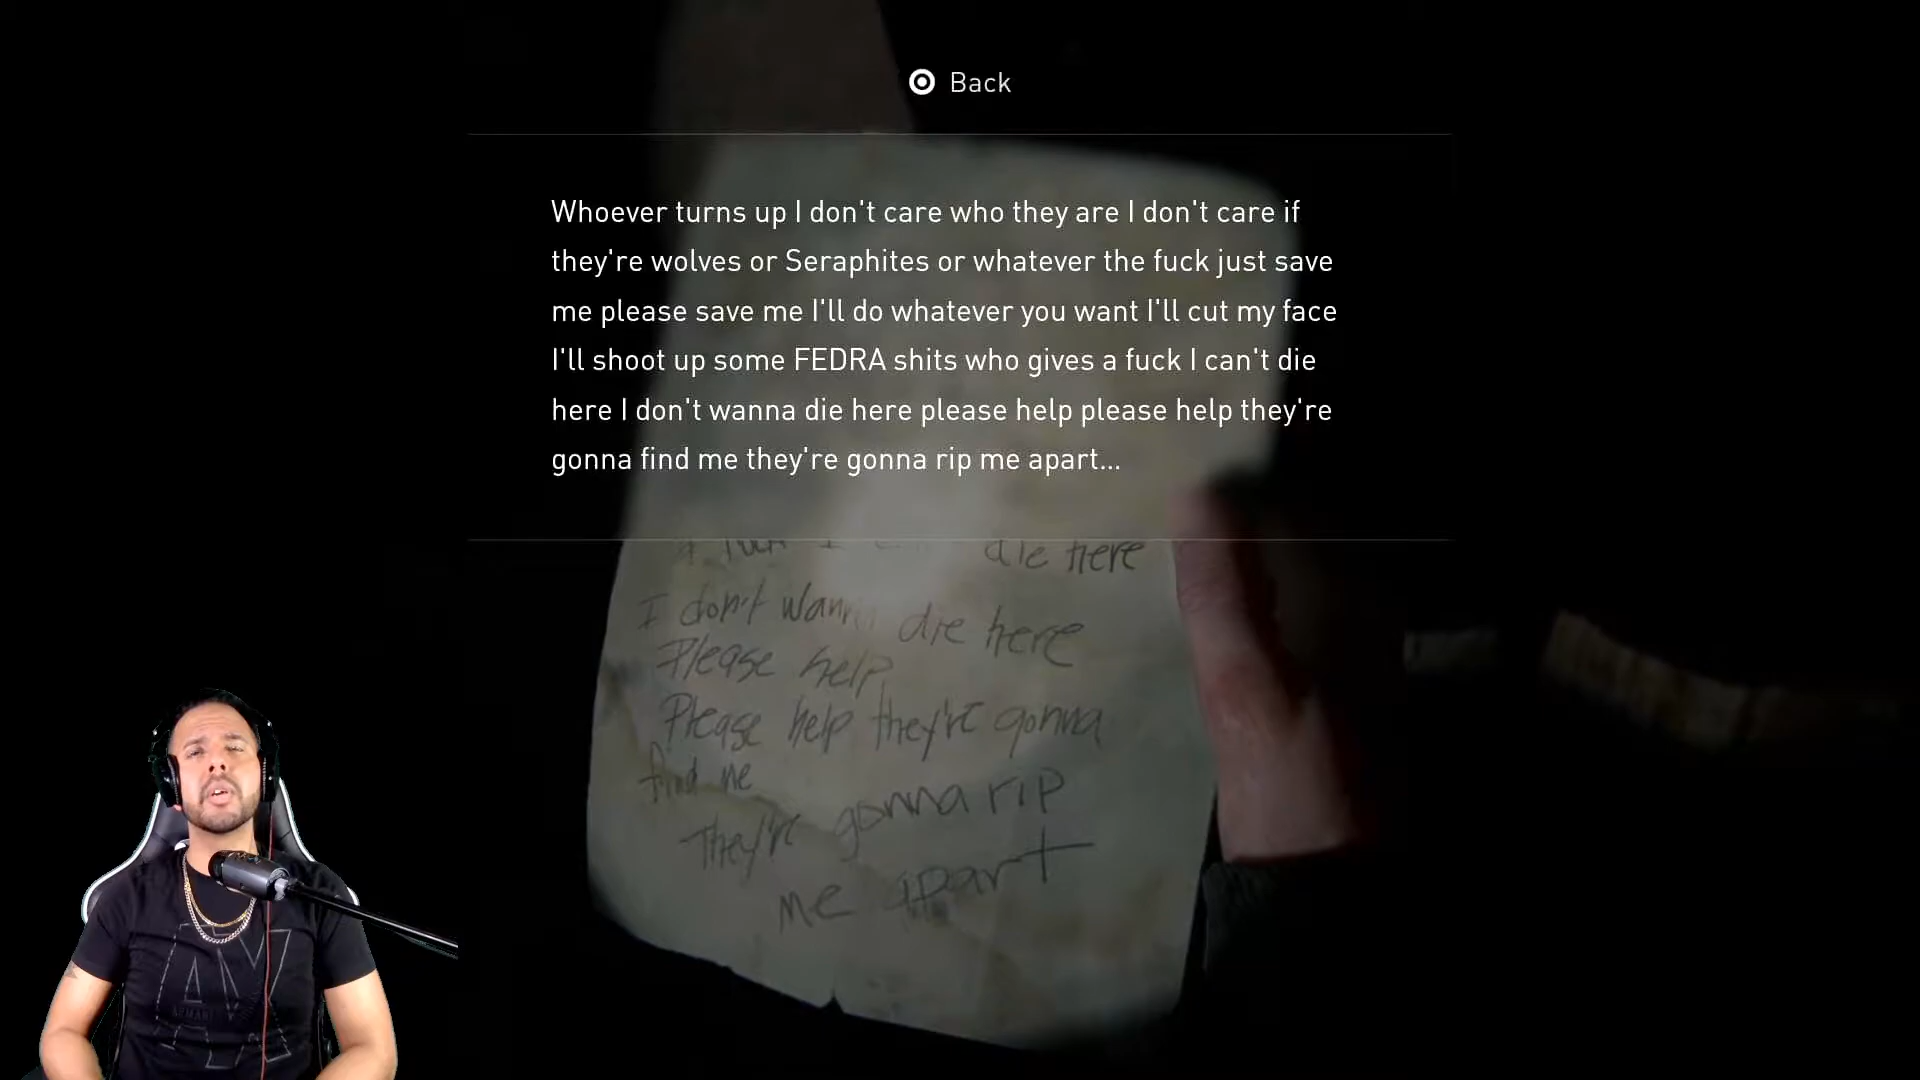 Back
Whoever turns up I don't care who they are I don't care if
they're wolves or Seraphites or whatever the fuck just save
me please save me I'll do whatever you want I'll cut my face
I'll shoot up some FEDRA shits who gives a fuck I can't die
here I don't wanna die here please help please help they're
gonna find me they're gonna rip me apart...
die here
I don't wanna die here
Please help
Please help they're gonna
find me
They're gonna rip
me apart
AX
ARMANI